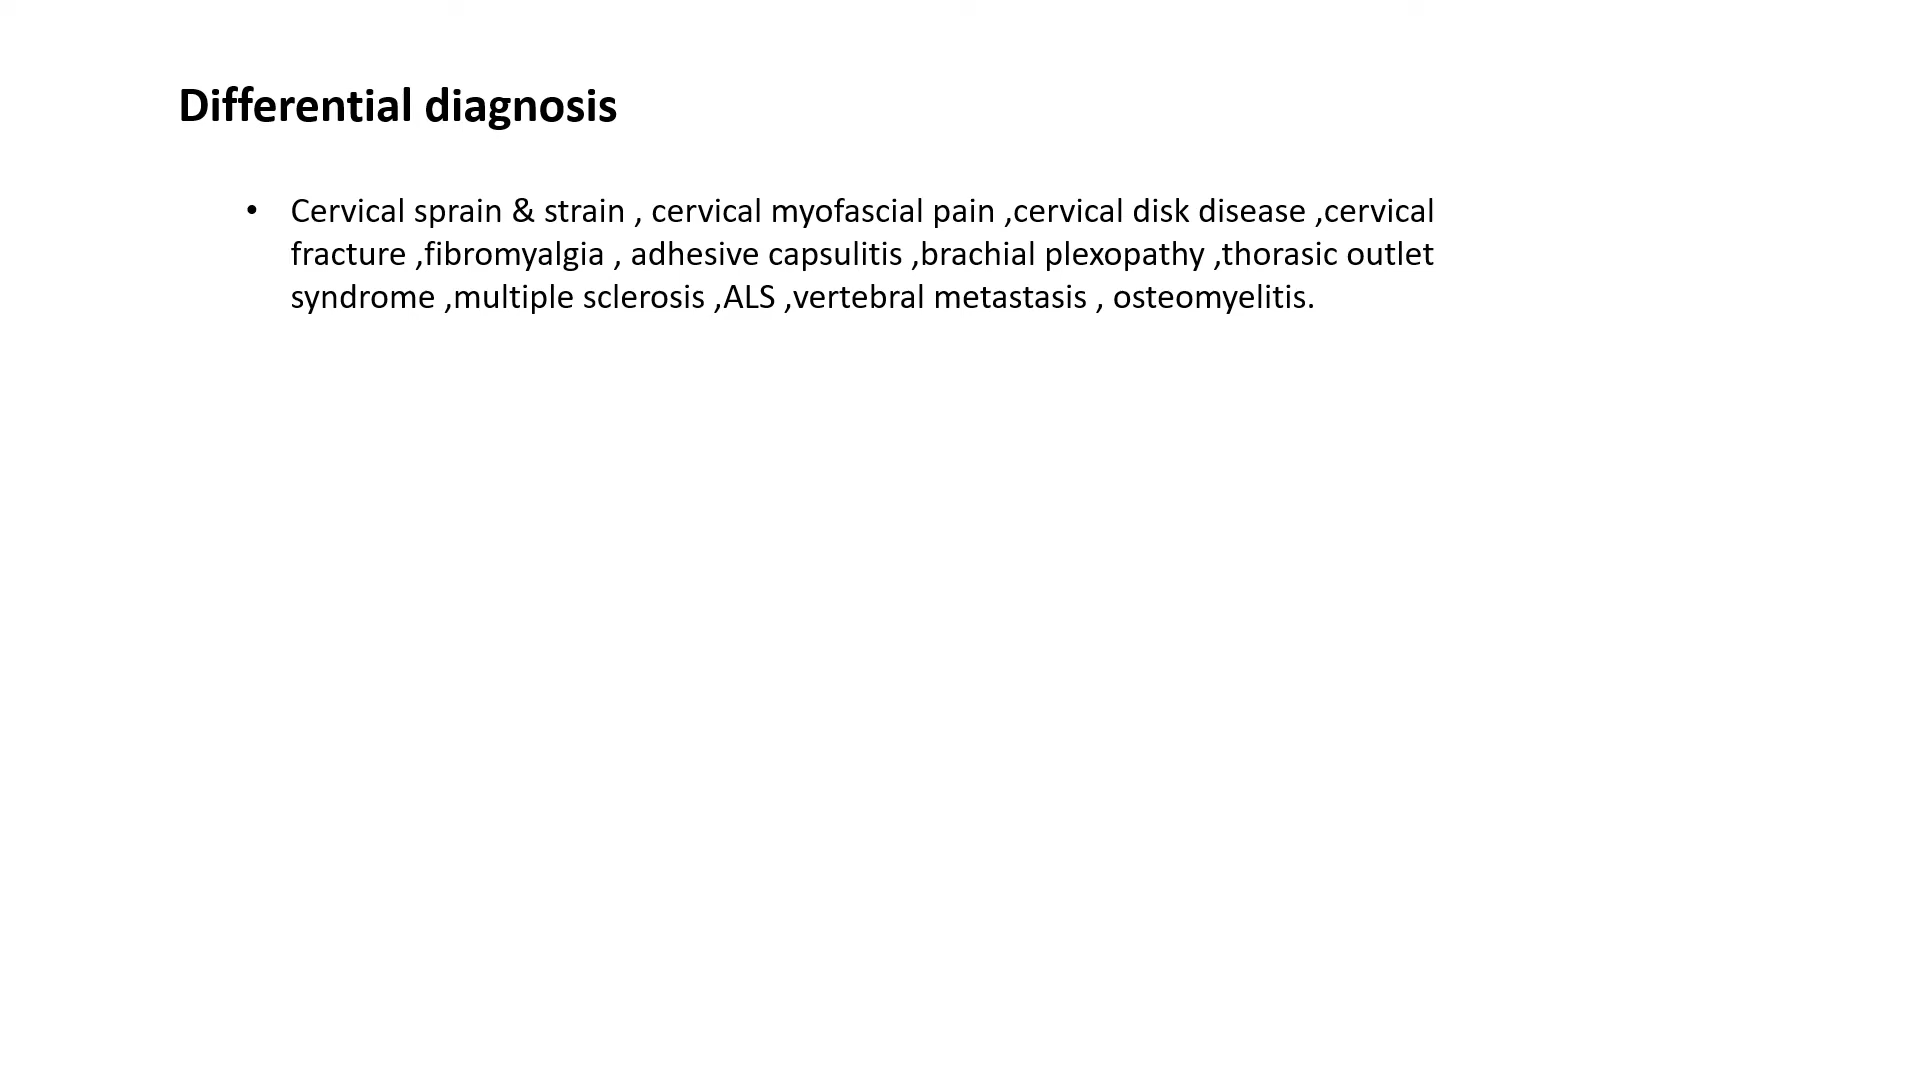 Differential diagnosis
• Cervical sprain & strain , cervical myofascial pain ,cervical disk disease ,cervical
fracture ,fibromyalgia , adhesive capsulitis ,brachial plexopathy ,thorasic outlet
syndrome ,multiple sclerosis ,ALS ,vertebral metastasis , osteomyelitis.